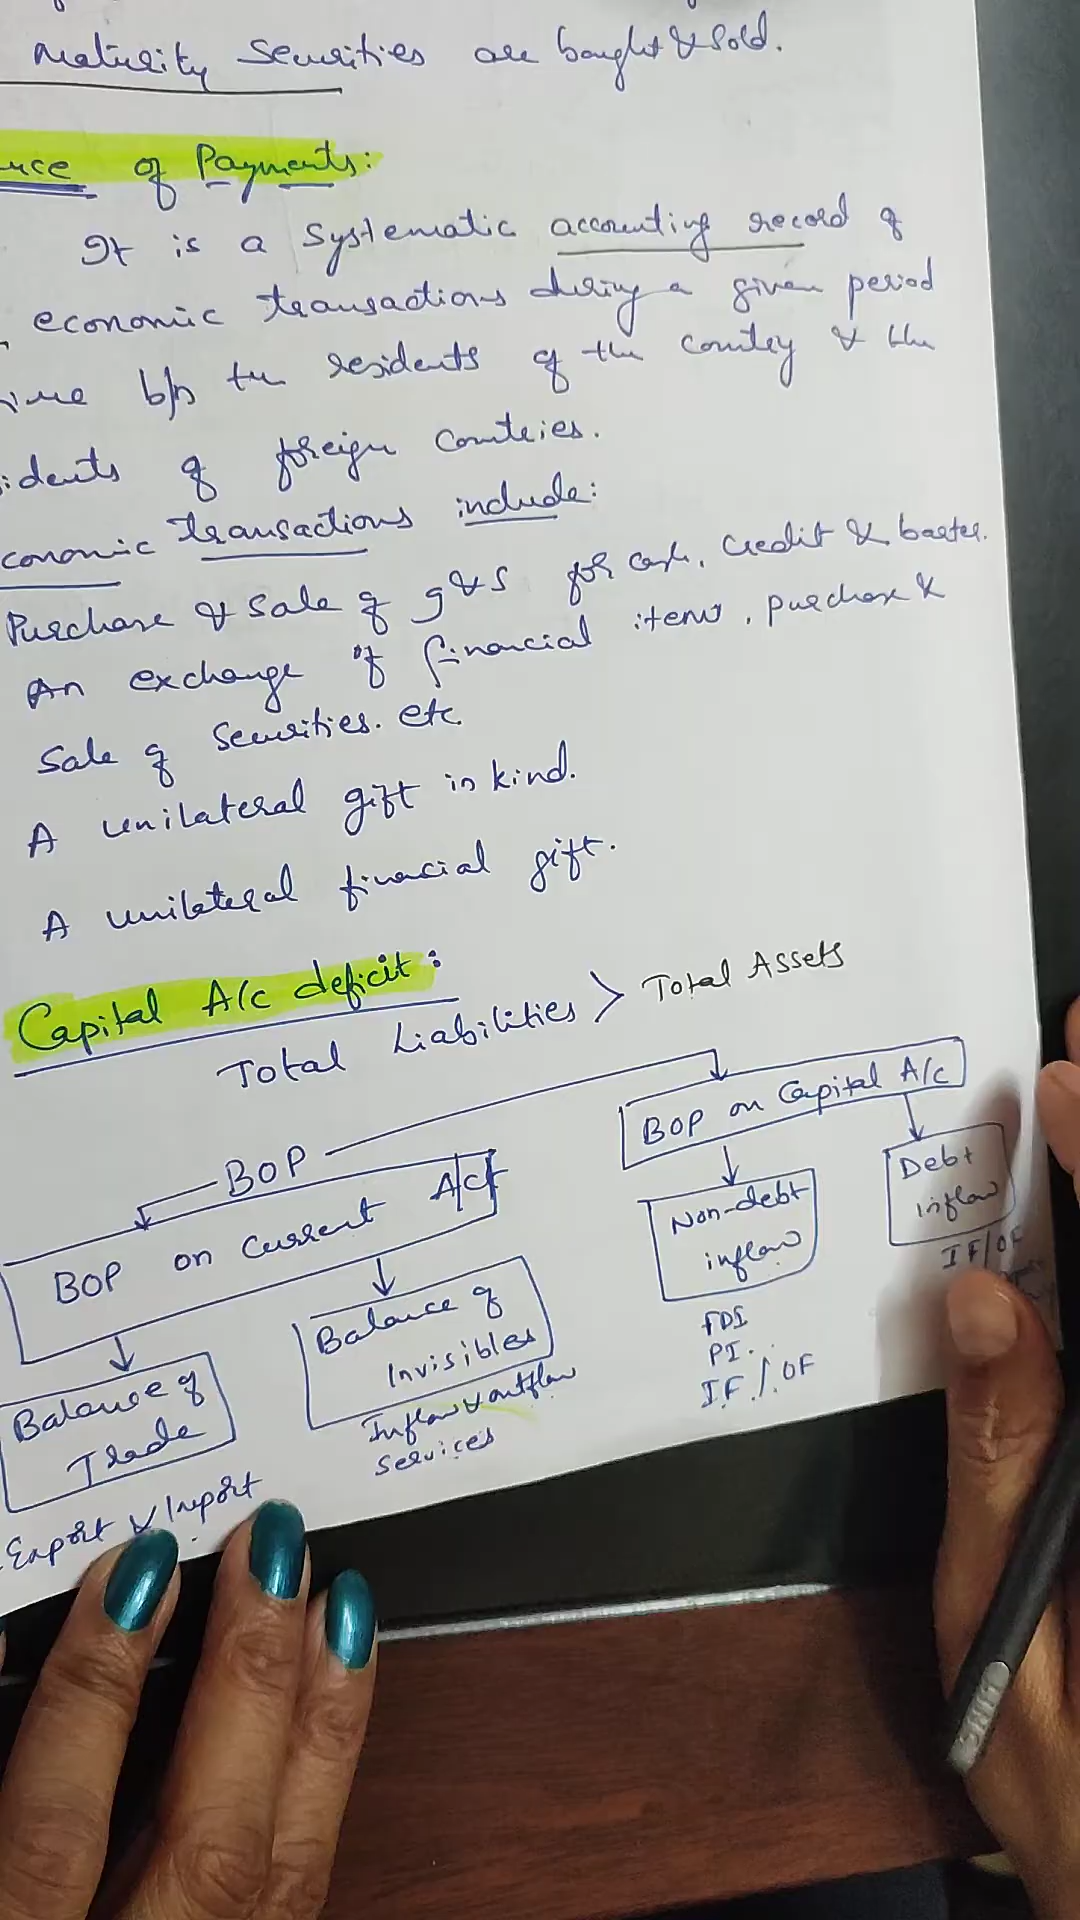 maturity securities are bought & sold.
of Payments:
It is a systematic accounting record of
economic transactions during a given period
b/n the residents of the country & the
of foreign countries.
transactions include:
Purchase & Sale of g&s for cash, credit & barter.
An exchange of financial items, purchase &
Sale of securities. etc.
A unilateral gift in kind.
A unilateral financial gift.
Capital A/c deficit:
Total Liabilities > Total Assets
BOP
BOP on Current A/c
BOP on Capital A/c
Balance of
Trade
Export & Import
Balance of
Invisibles
Inflow & outflow
services
Non-debt
inflow
FDI
PI.
IF / OF
Debt
inflow
IF/OF